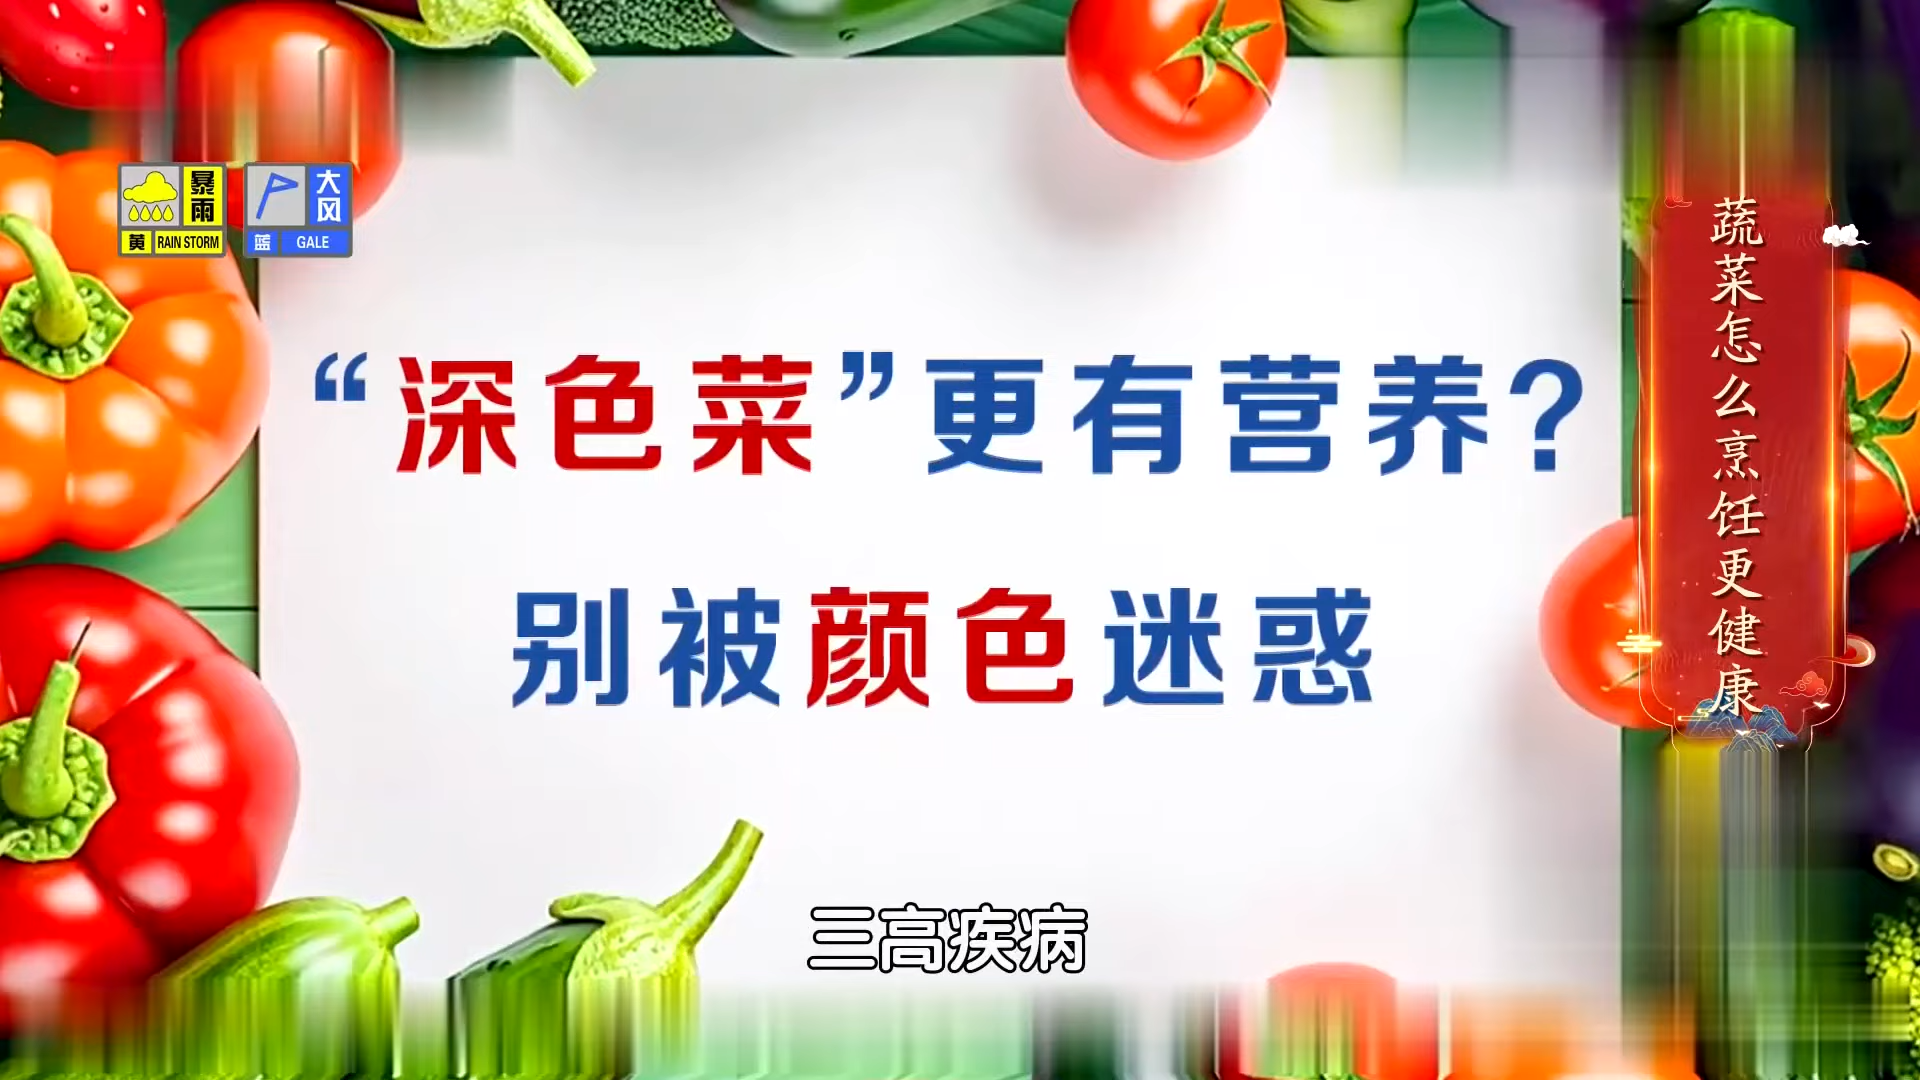 暴雨
黄 RAIN STORM
大风
蓝 GALE
“深色菜”更有营养?
别被颜色迷惑
蔬菜怎么烹饪更健康
三高疾病